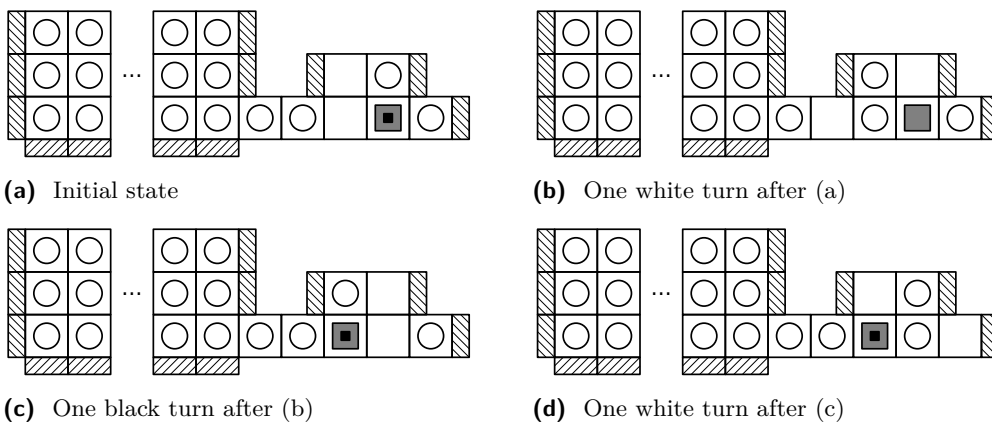 ... ...
(a) Initial state (b) One white turn after (a)
... ...
(c) One black turn after (b) (d) One white turn after (c)